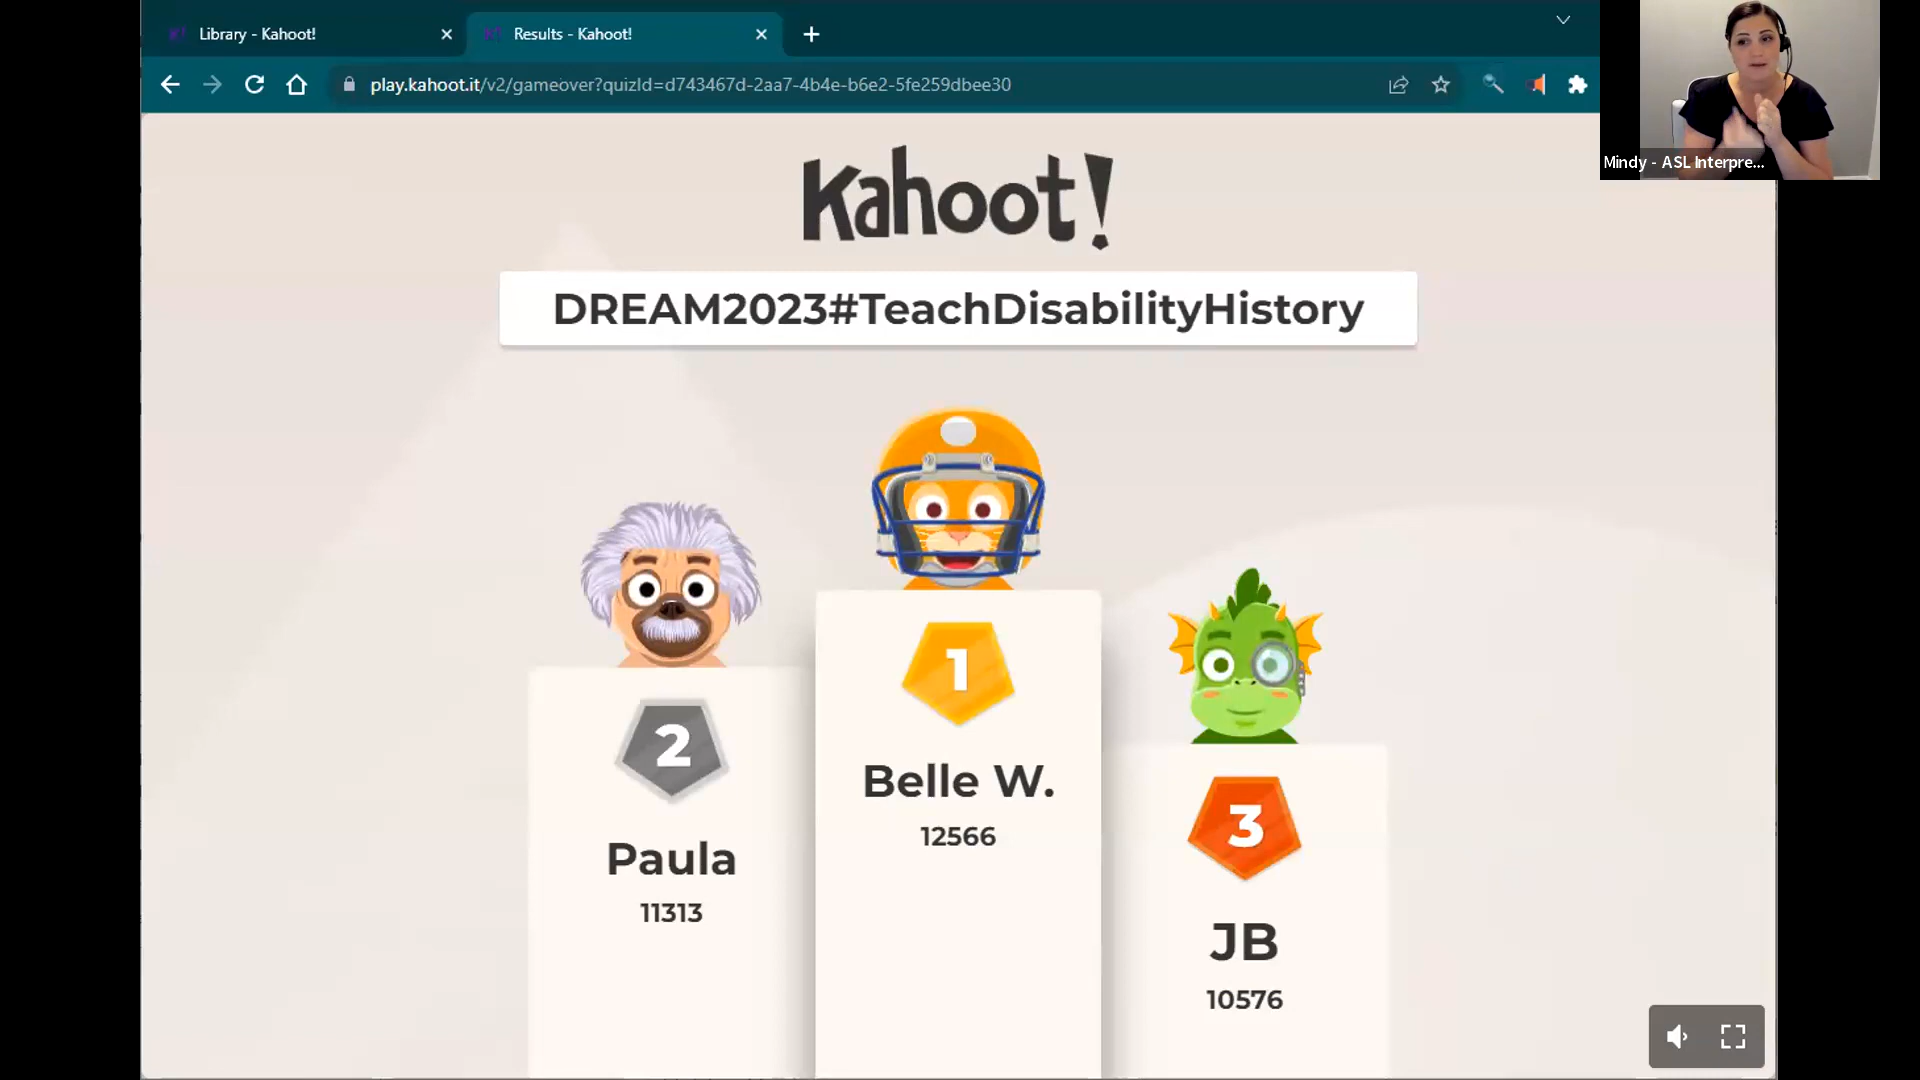 Library - Kahoot!
Results - Kahoot!
play.kahoot.it/v2/gameover?quizId=d743467d-2aa7-4b4e-b6e2-5fe259dbee30
Mindy - ASL Interpre...
Kahoot!
DREAM2023#TeachDisabilityHistory
1
Belle W.
12566
2
Paula
11313
3
JB
10576